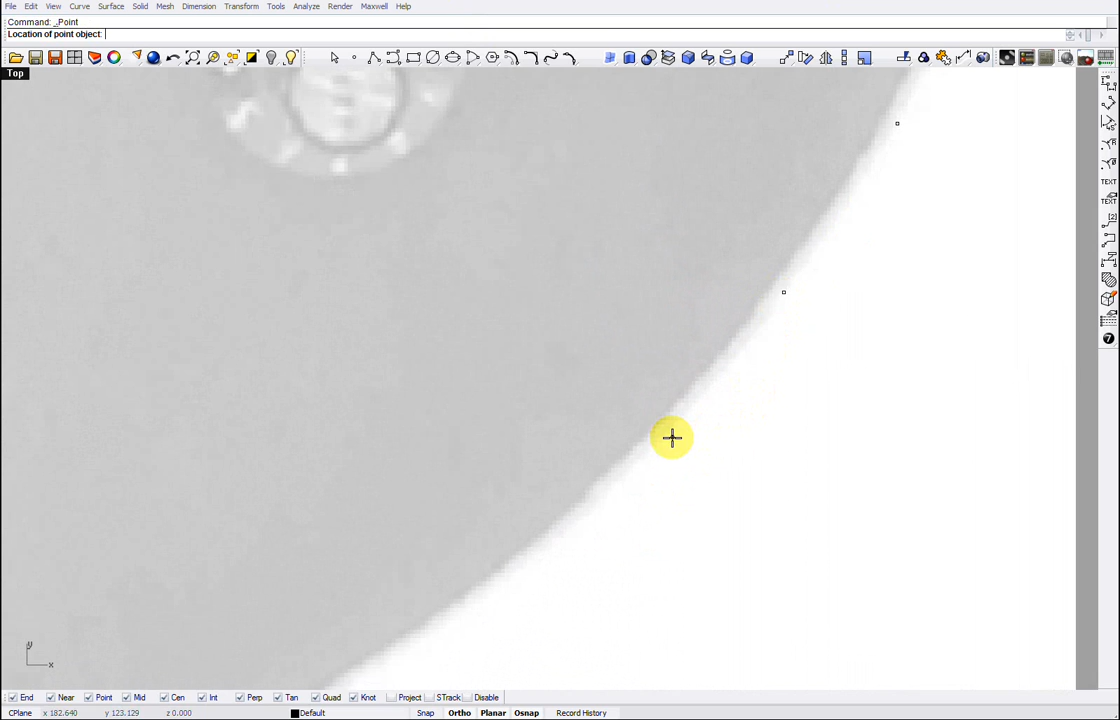 File Edit View Curve Surface Solid Mesh Dimension Transform Tools Analyze Render Maxwell Help
Command: _Point
Location of point object:
Top
TEXT
TEXT
[2]
7
y
x
End Near Point Mid Cen Int Perp Tan Quad Knot Project STrack Disable
CPlane x 182.640 y 123.129 z 0.000 Default Snap Ortho Planar Osnap Record History